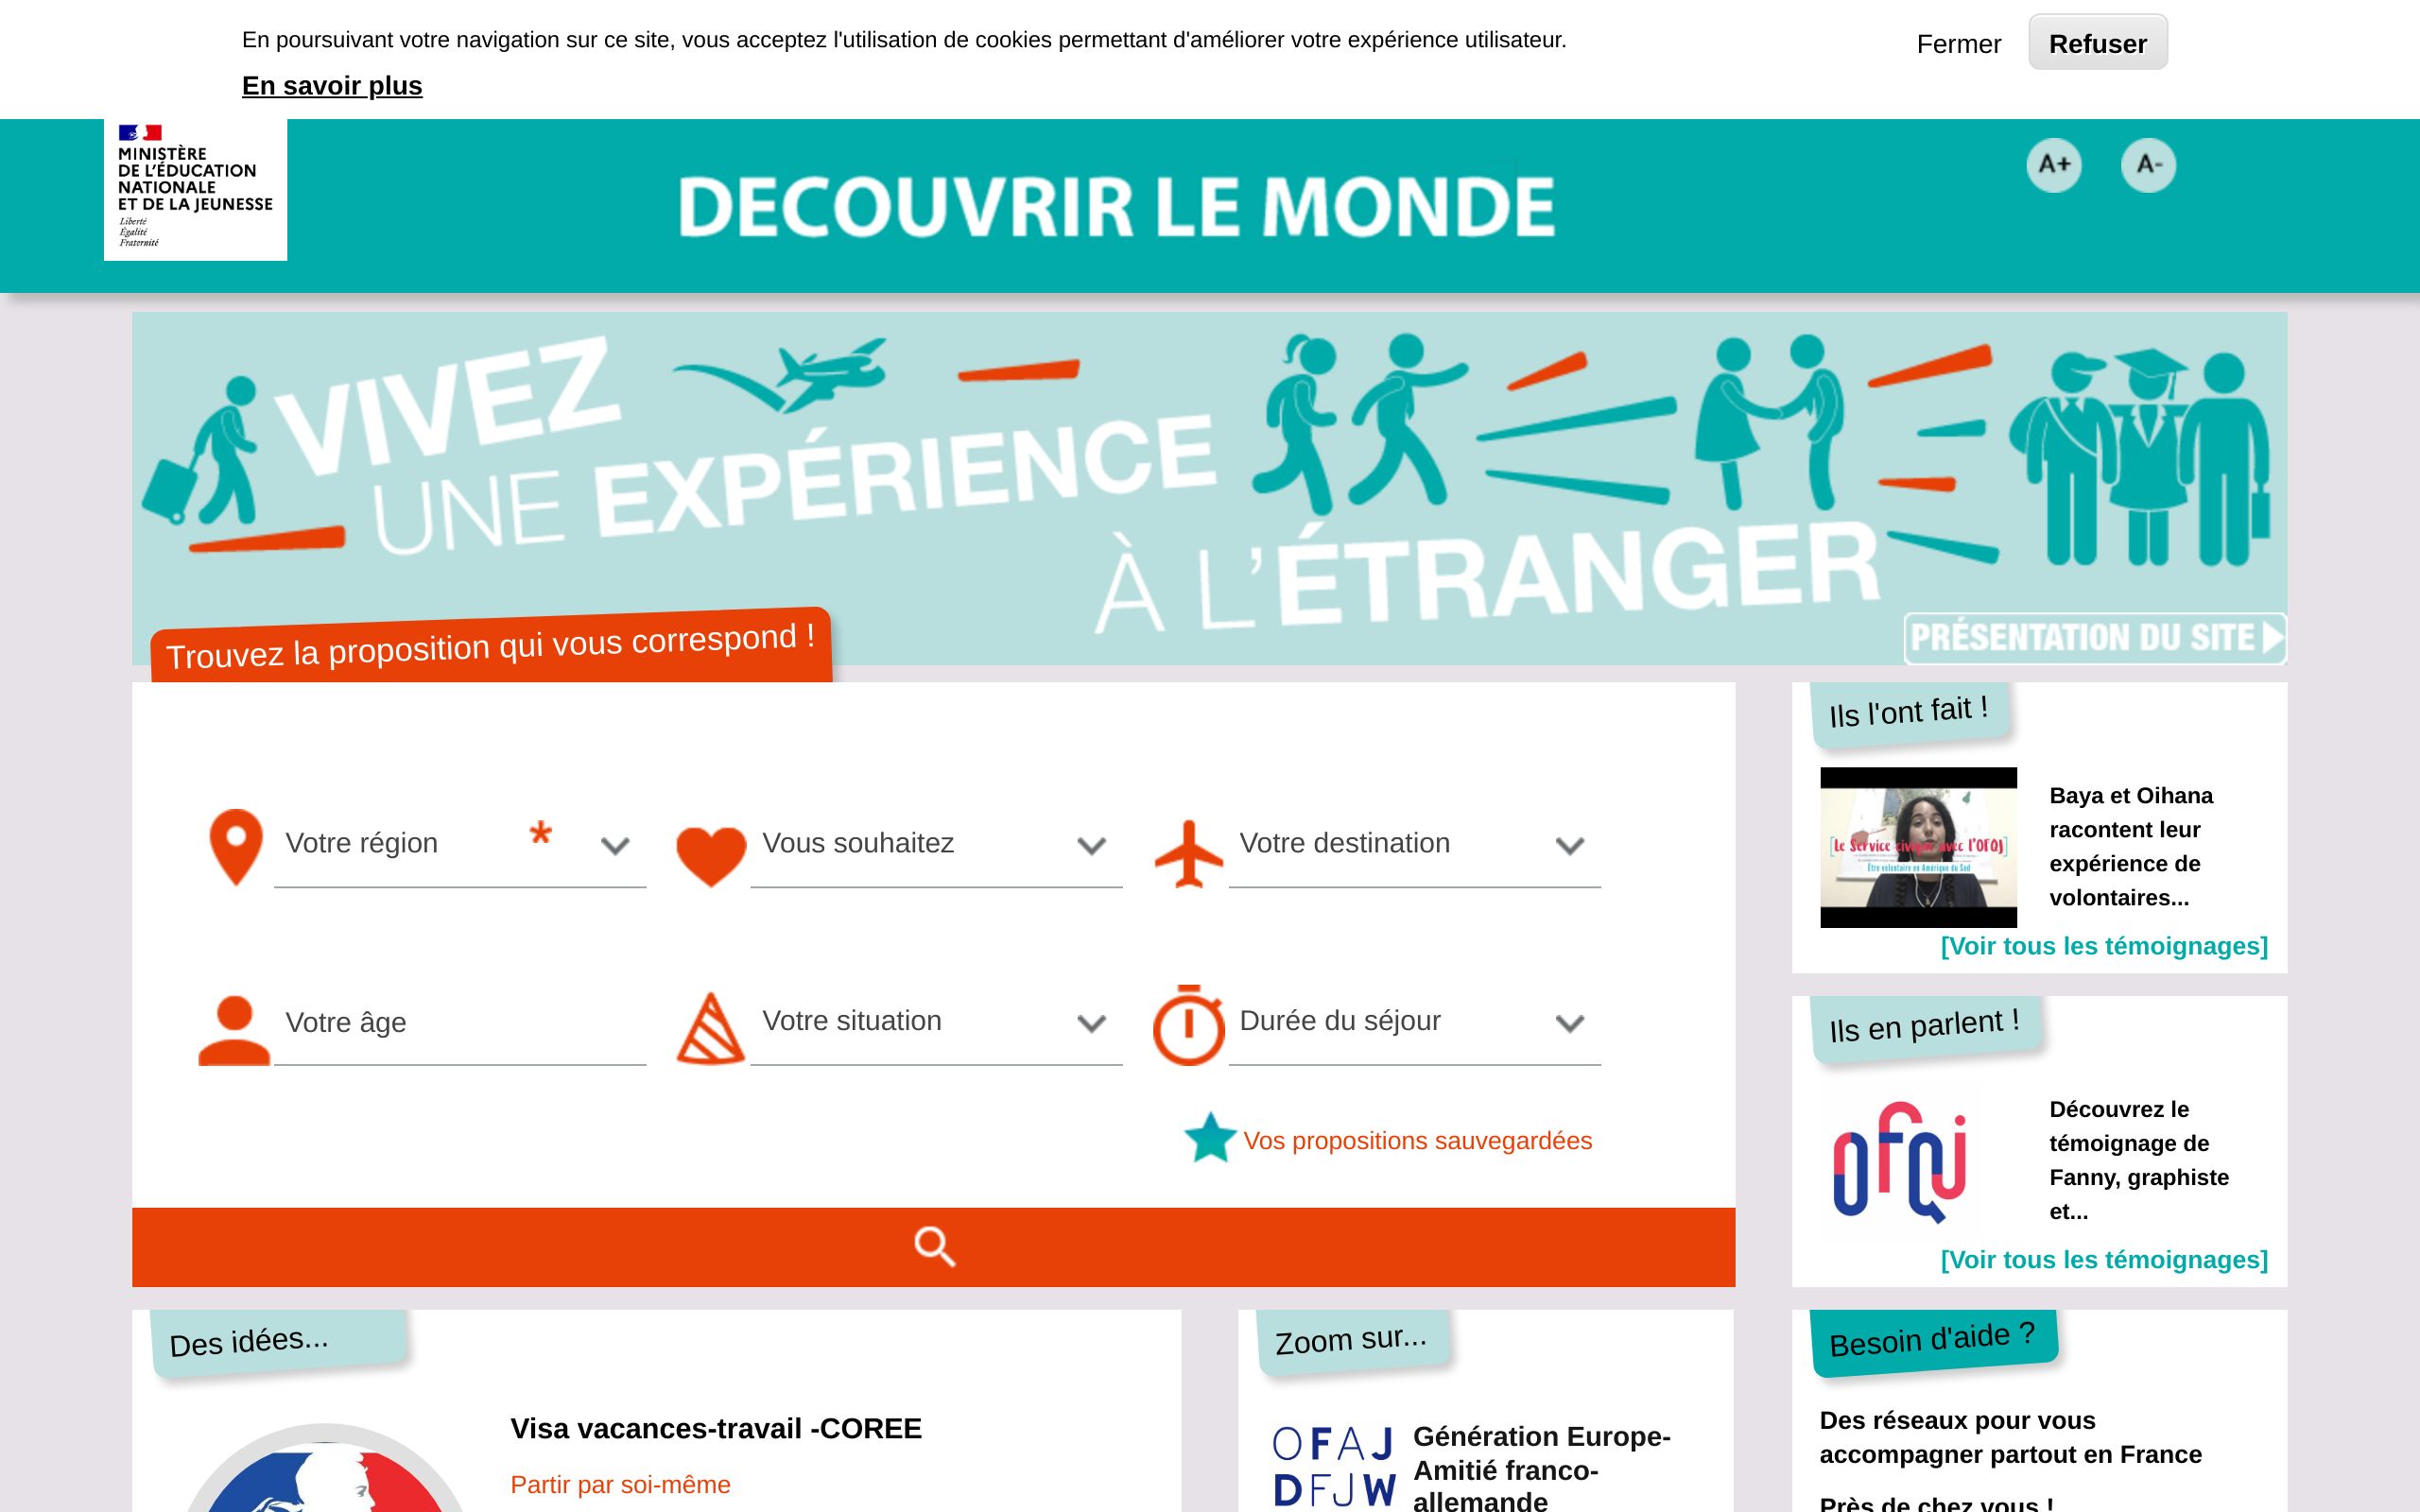 En poursuivant votre navigation sur ce site, vous acceptez l'utilisation de cookies permettant d'améliorer votre expérience utilisateur.
En savoir plus
Fermer
Refuser
MINISTÈRE
DE L'ÉDUCATION
NATIONALE
ET DE LA JEUNESSE
Liberté
Égalité
Fraternité
DECOUVRIR LE MONDE
A+
A-
VIVEZ
UNE EXPÉRIENCE
À L'ÉTRANGER
PRÉSENTATION DU SITE
Trouvez la proposition qui vous correspond !
Votre région *
Vous souhaitez
Votre destination
Votre âge
Votre situation
Durée du séjour
Vos propositions sauvegardées
Ils l'ont fait !
[Le Service civique avec l'OFQJ]
Être volontaire en Amérique du Sud
Baya et Oihana
racontent leur
expérience de
volontaires...
[Voir tous les témoignages]
Ils en parlent !
ofqj
Découvrez le
témoignage de
Fanny, graphiste
et...
[Voir tous les témoignages]
Des idées...
Visa vacances-travail -COREE
Partir par soi-même
Zoom sur...
OFAJ
DFJW
Génération Europe-
Amitié franco-
allemande
Besoin d'aide ?
Des réseaux pour vous
accompagner partout en France
Près de chez vous !